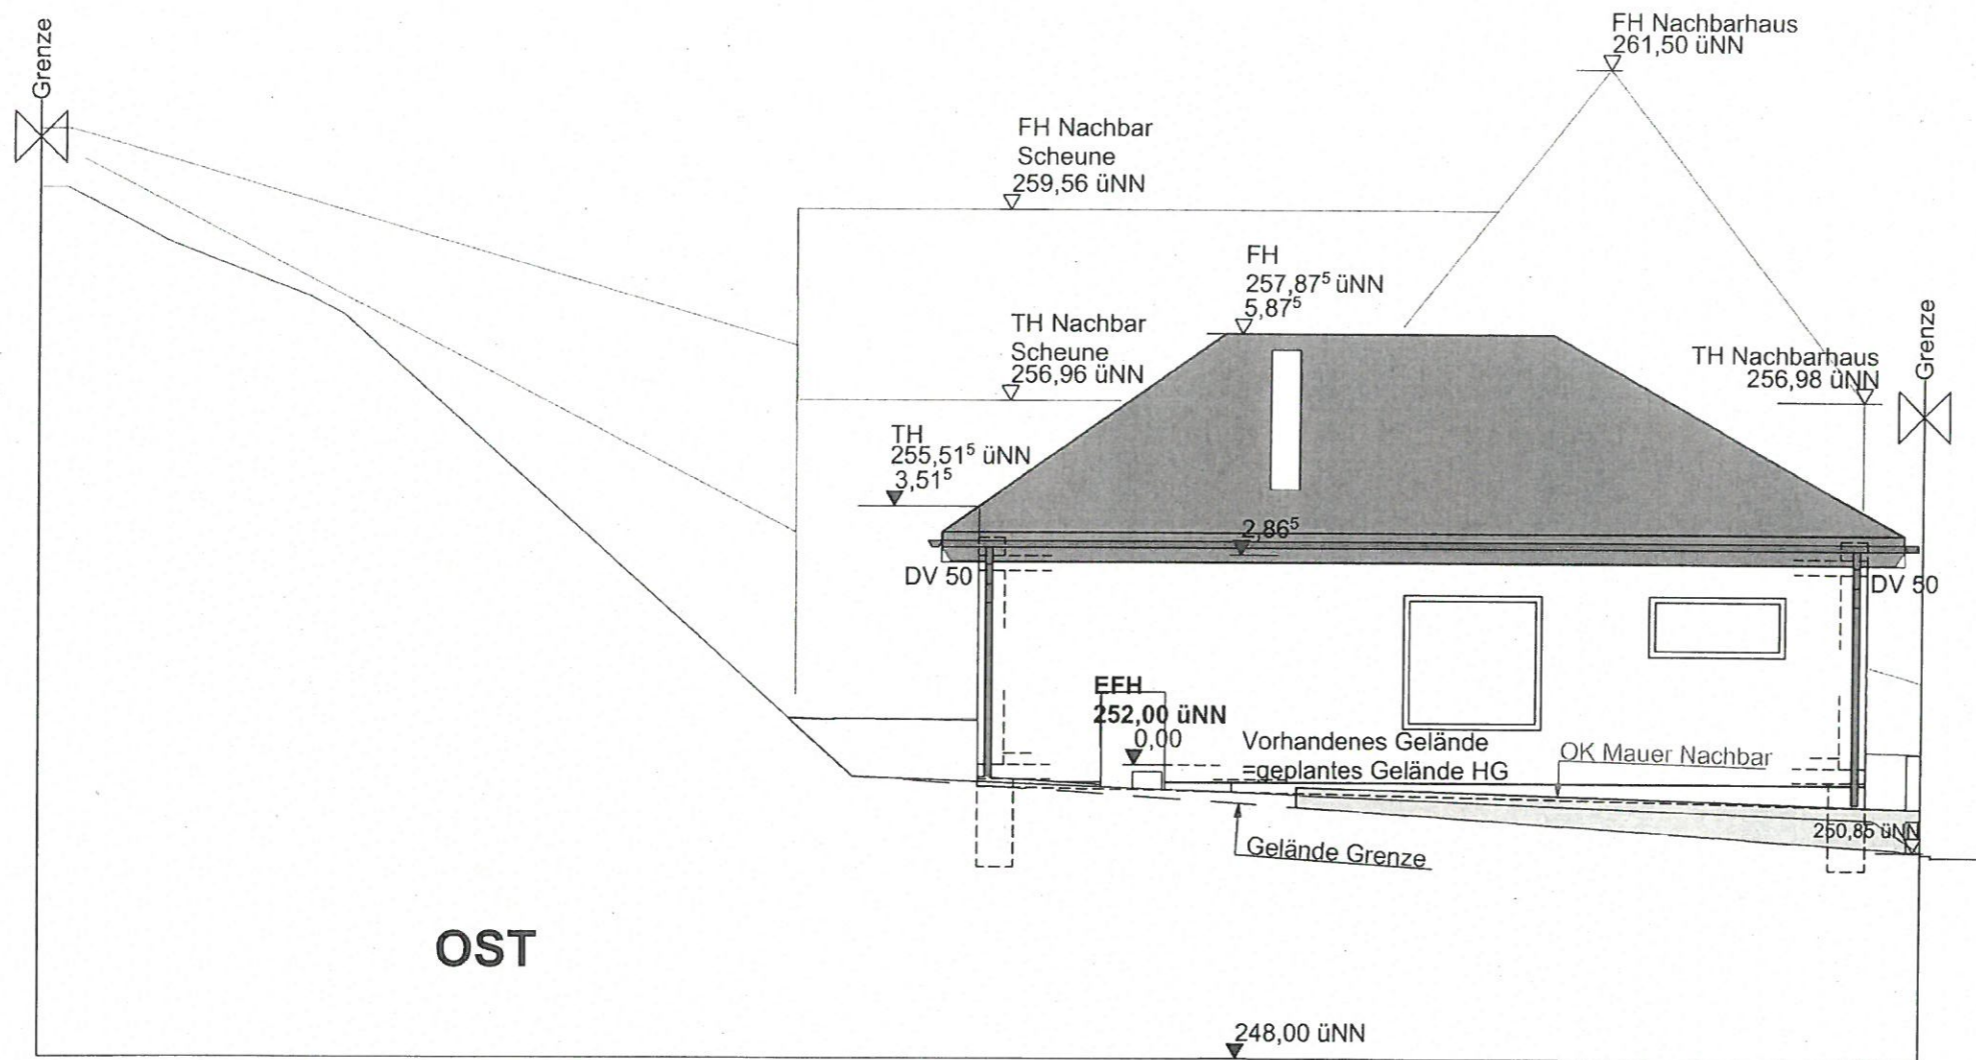 Grenze
FH Nachbarhaus
261,50 üNN
FH Nachbar
Scheune
259,56 üNN
FH
257,87⁵ üNN
5,87⁵
TH Nachbar
Scheune
256,96 üNN
Grenze
TH Nachbarhaus
256,98 üNN
TH
255,51⁵ üNN
3,51⁵
2,86⁵
DV 50
DV 50
EFH
252,00 üNN
0,00
Vorhandenes Gelände
=geplantes Gelände HG
OK Mauer Nachbar
250,85 üNN
Gelände Grenze
OST
248,00 üNN